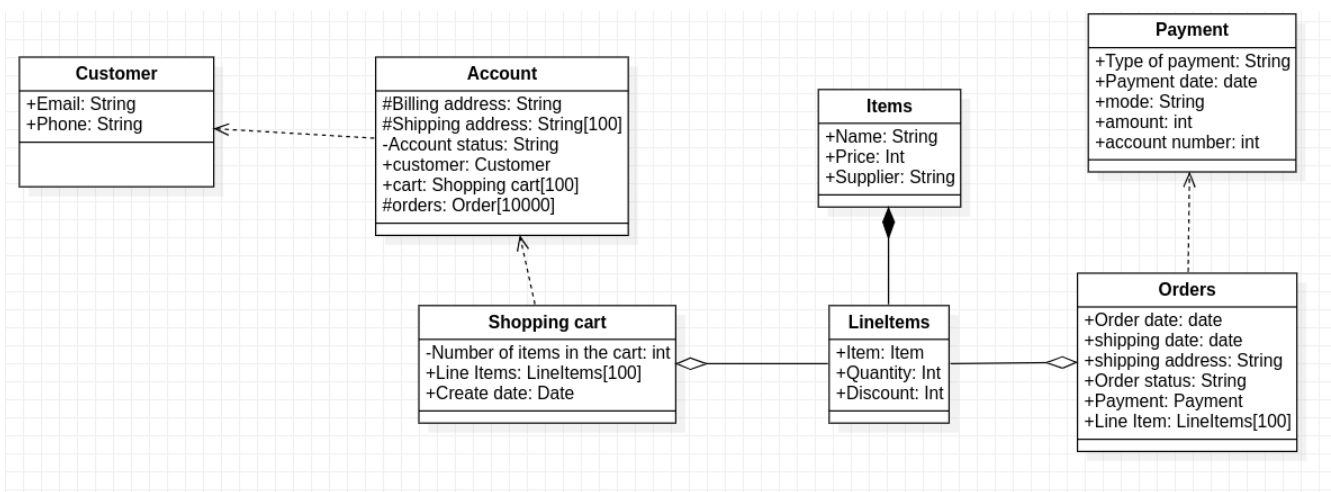 Customer
+Email: String
+Phone: String
Account
#Billing address: String
#Shipping address: String[100]
-Account status: String
+customer: Customer
+cart: Shopping cart[100]
#orders: Order[10000]
Items
+Name: String
+Price: Int
+Supplier: String
Payment
+Type of payment: String
+Payment date: date
+mode: String
+amount: int
+account number: int
Shopping cart
-Number of items in the cart: int
+Line Items: LineItems[100]
+Create date: Date
LineItems
+Item: Item
+Quantity: Int
+Discount: Int
Orders
+Order date: date
+shipping date: date
+shipping address: String
+Order status: String
+Payment: Payment
+Line Item: LineItems[100]